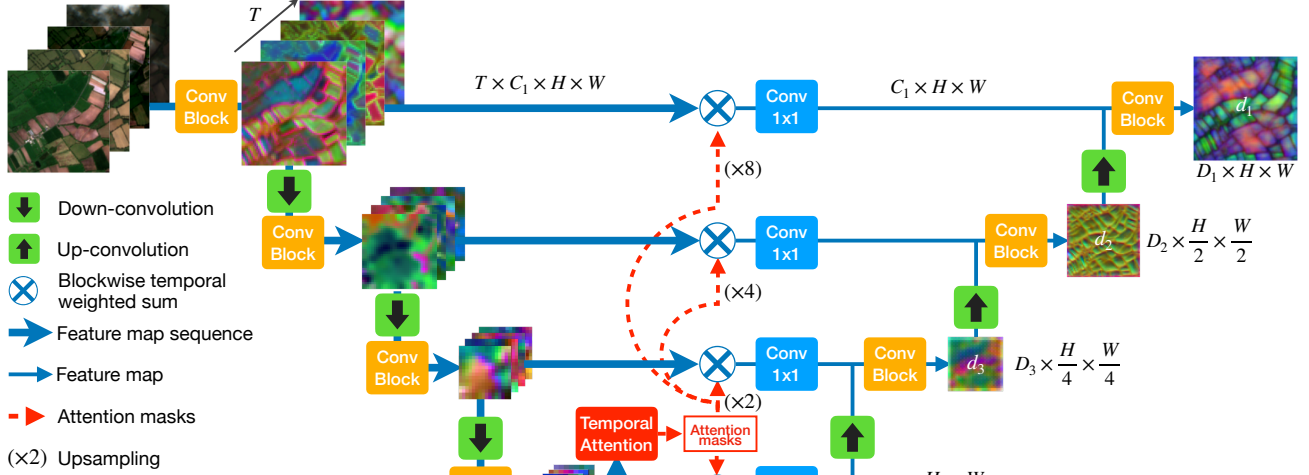 T
Conv
Block
T × C₁ × H × W
Conv
1x1
C₁ × H × W
Conv
Block
d₁
D₁ × H × W
(×8)
Down-convolution
Up-convolution
Blockwise temporal
weighted sum
Feature map sequence
Feature map
Attention masks
(×2) Upsampling
Conv
Block
Conv
1x1
Conv
Block
d₂
D₂ × H/2 × W/2
(×4)
Conv
Block
Conv
1x1
Conv
Block
d₃
D₃ × H/4 × W/4
(×2)
Temporal
Attention
Attention
masks